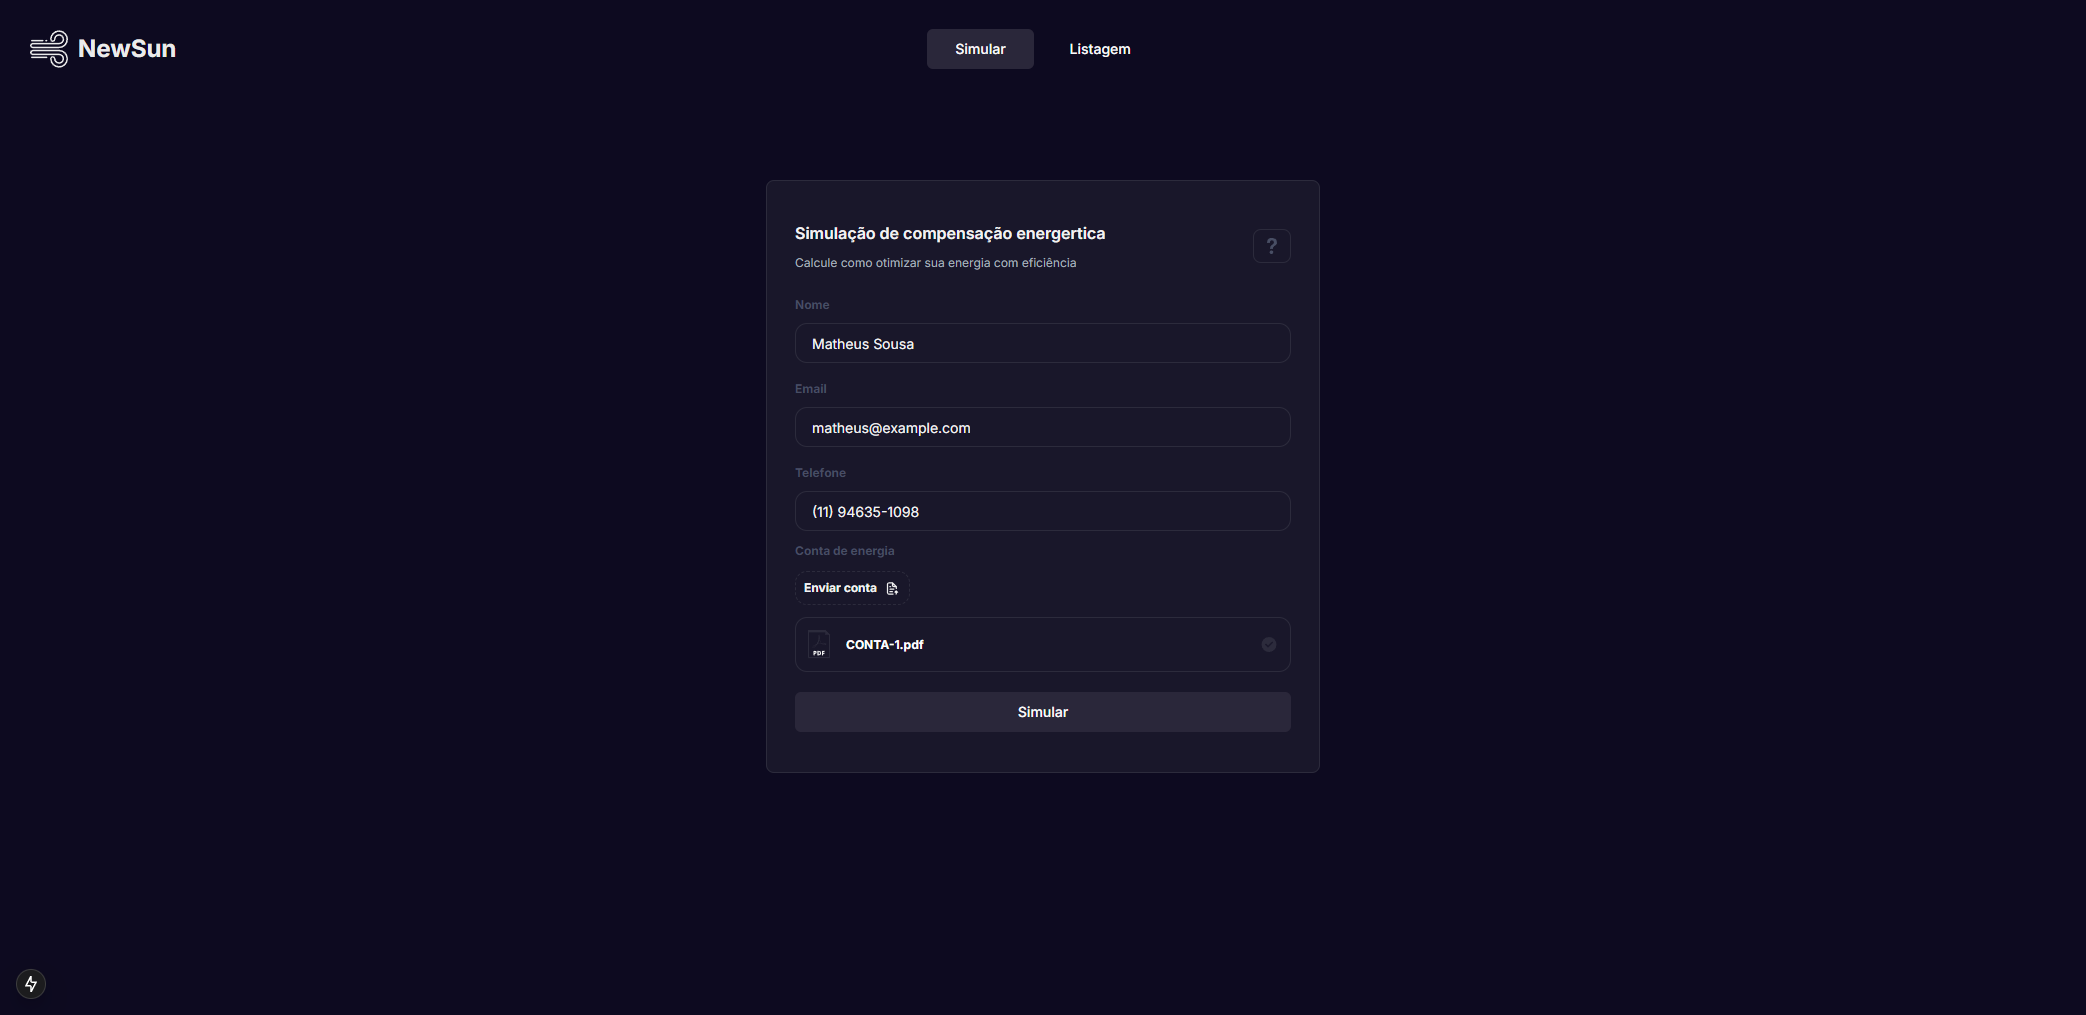 NewSun
Simular
Listagem
Simulação de compensação energertica
?
Calcule como otimizar sua energia com eficiência
Nome
Matheus Sousa
Email
matheus@example.com
Telefone
(11) 94635-1098
Conta de energia
Enviar conta
PDF
CONTA-1.pdf
Simular